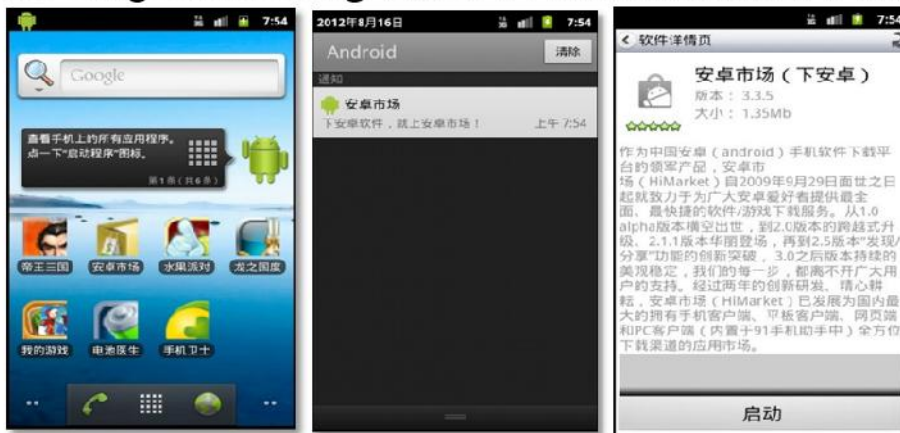 7:54
Google
查看手机上的所有应用程序。
点一下"启动程序"图标。
第1条(共6条)
帝王三国
安卓市场
水果派对
龙之国度
我的游戏
电池医生
手机卫士
2012年8月16日
7:54
Android
清除
通知
安卓市场
下安卓软件，就上安卓市场！
上午 7:54
7:54
软件详情页
安卓市场（下安卓）
版本： 3.3.5
大小： 1.35Mb
作为中国安卓（android）手机软件下载平
台的领军产品，安卓市
场（HiMarket）自2009年9月29日面世之日
起就致力于为广大安卓爱好者提供最全
面、最快捷的软件/游戏下载服务。从1.0
alpha版本横空出世，到2.0版本的跨越式升
级、2.1.1版本华丽登场，再到2.5版本"发现/
分享"功能的创新突破，3.0之后版本持续的
美观稳定，我们的每一步，都离不开广大用
户的支持。经过两年的创新研发、精心耕
耘，安卓市场（HiMarket）已发展为国内最
大的拥有手机客户端、平板客户端、网页端
和PC客户端（内置于91手机助手中）全方位
下载渠道的应用市场。
启动